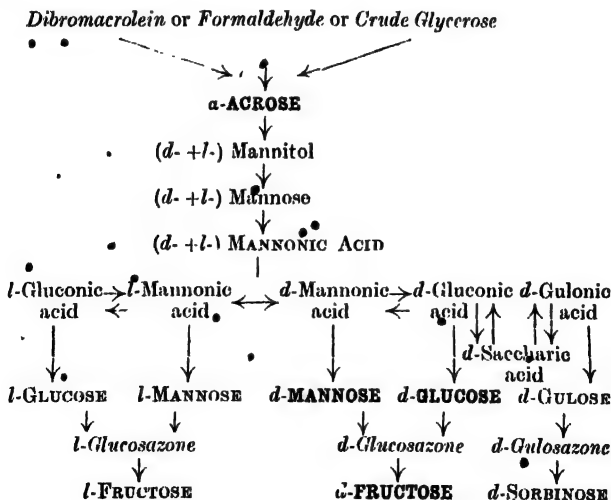 Dibromacrolein or Formaldehyde or Crude Glycerose
α-ACROSE
(d- +l-) Mannitol
(d- +l-) Mannose
(d- +l-) MANNONIC ACID
l-Gluconic l-Mannonic d-Mannonic d-Gluconic d-Gulonic
acid acid acid acid acid
d-Saccharic
acid
l-GLUCOSE l-MANNOSE d-MANNOSE d-GLUCOSE d-GULOSE
l-Glucosazone d-Glucosazone d-Gulosazone
l-FRUCTOSE d-FRUCTOSE d-SORBINOSE